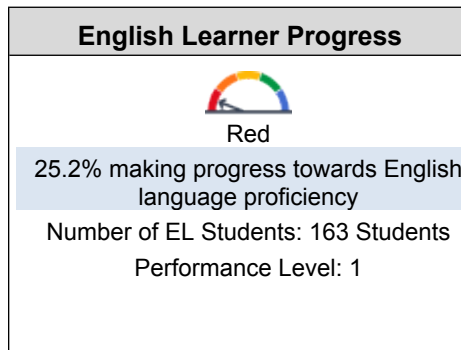 English Learner Progress
Red
25.2% making progress towards English
language proficiency
Number of EL Students: 163 Students
Performance Level: 1